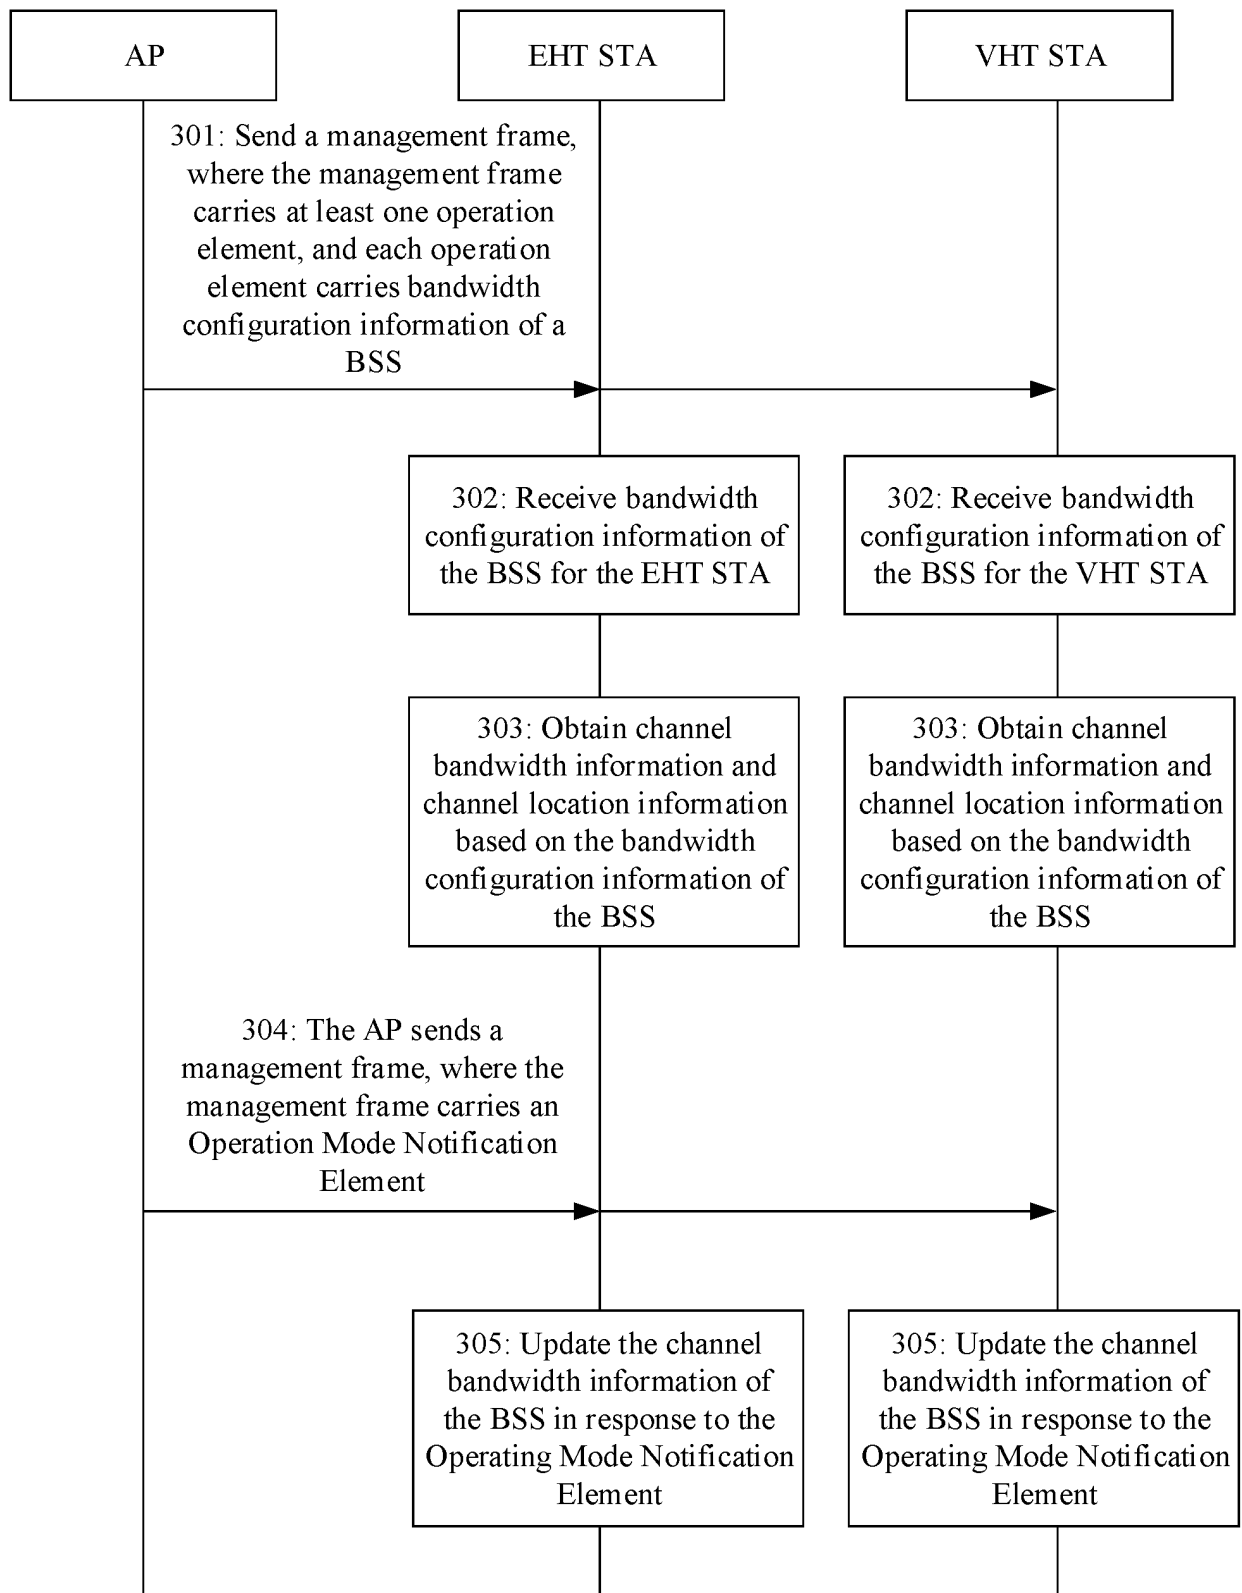 AP
EHT STA
VHT STA
301: Send a management frame,
where the management frame
carries at least one operation
element, and each operation
element carries bandwidth
configuration information of a
BSS
302: Receive bandwidth
configuration information of
the BSS for the EHT STA
302: Receive bandwidth
configuration information of
the BSS for the VHT STA
303: Obtain channel
bandwidth information and
channel location information
based on the bandwidth
configuration information of
the BSS
303: Obtain channel
bandwidth information and
channel location information
based on the bandwidth
configuration information of
the BSS
304: The AP sends a
management frame, where the
management frame carries an
Operation Mode Notification
Element
305: Update the channel
bandwidth information of
the BSS in response to the
Operating Mode Notification
Element
305: Update the channel
bandwidth information of
the BSS in response to the
Operating Mode Notification
Element